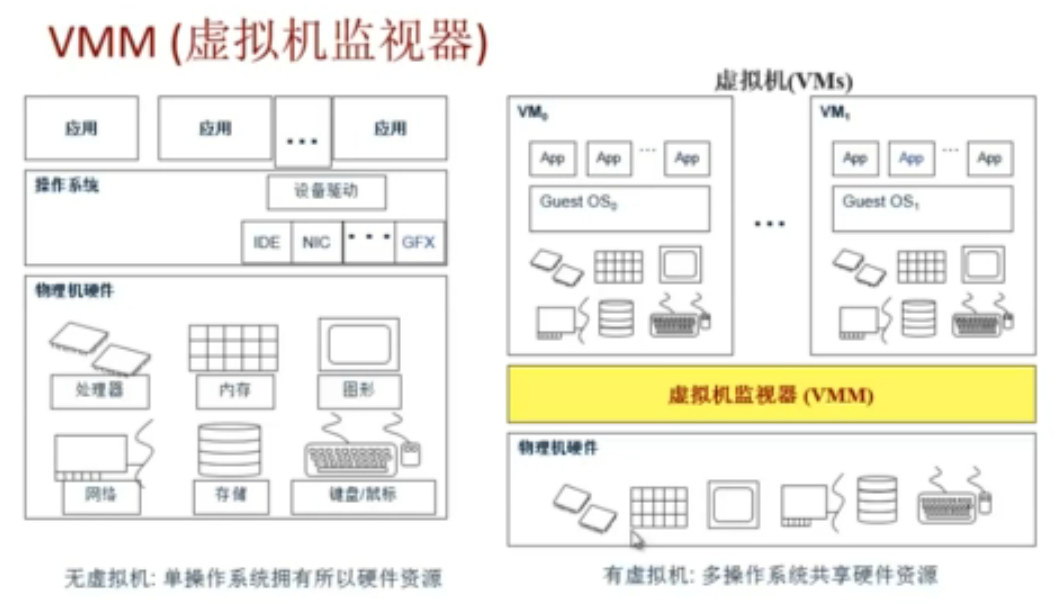 VMM (虚拟机监视器)
应用
应用
...
应用
操作系统
设备驱动
IDE
NIC
...
GFX
物理机硬件
处理器
内存
图形
网络
存储
键盘/鼠标
无虚拟机: 单操作系统拥有所以硬件资源
虚拟机(VMs)
VM₀
App
App
...
App
Guest OS₀
...
VM₁
App
App
...
App
Guest OS₁
虚拟机监视器 (VMM)
物理机硬件
有虚拟机: 多操作系统共享硬件资源